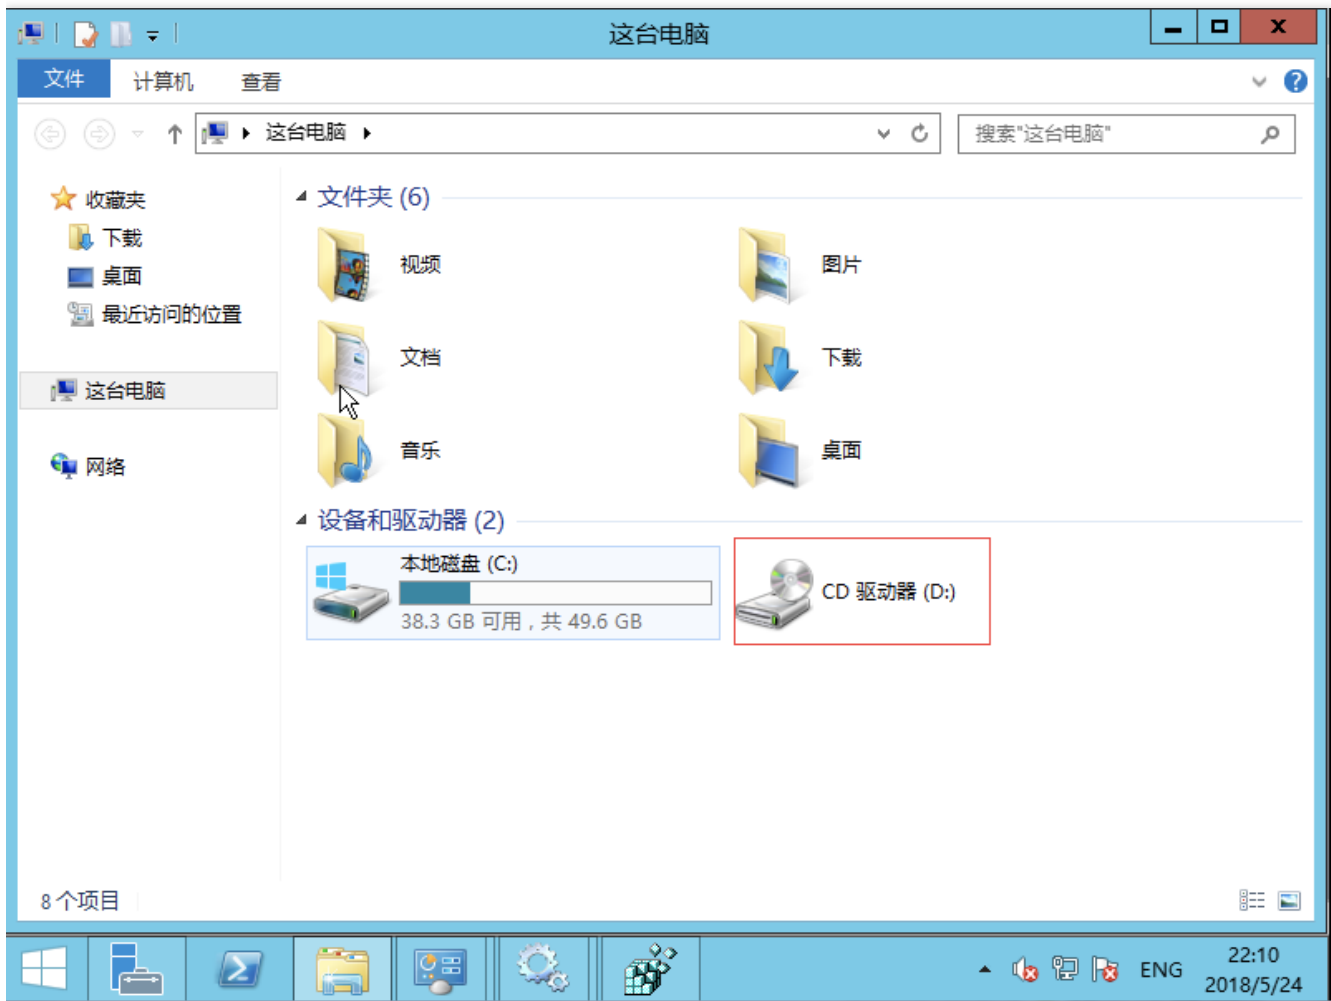 这台电脑
文件 计算机 查看
这台电脑
搜索"这台电脑"
收藏夹
下载
桌面
最近访问的位置
这台电脑
网络
文件夹 (6)
视频
图片
文档
下载
音乐
桌面
设备和驱动器 (2)
本地磁盘 (C:)
38.3 GB 可用，共 49.6 GB
CD 驱动器 (D:)
8 个项目
ENG
22:10
2018/5/24